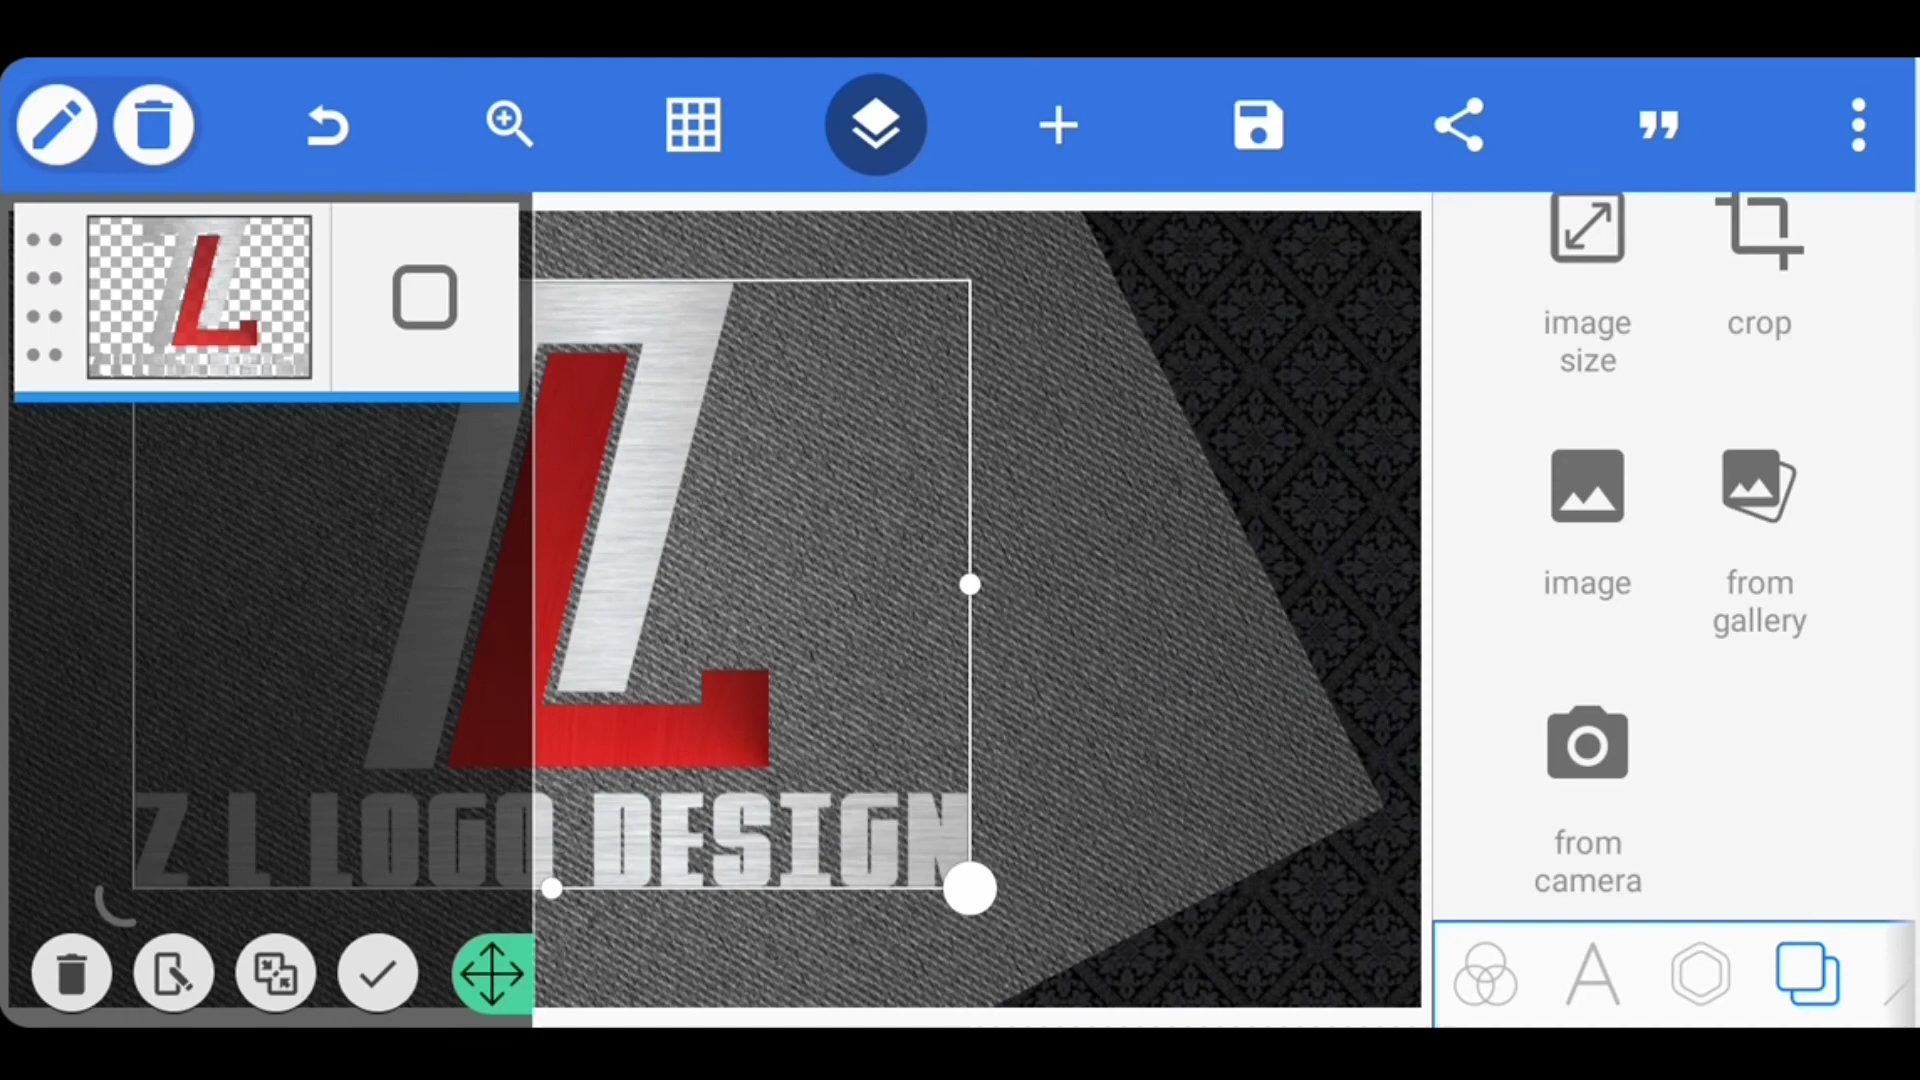 image
size
crop
image
from
gallery
from
camera
Z L LOGO DESIGN